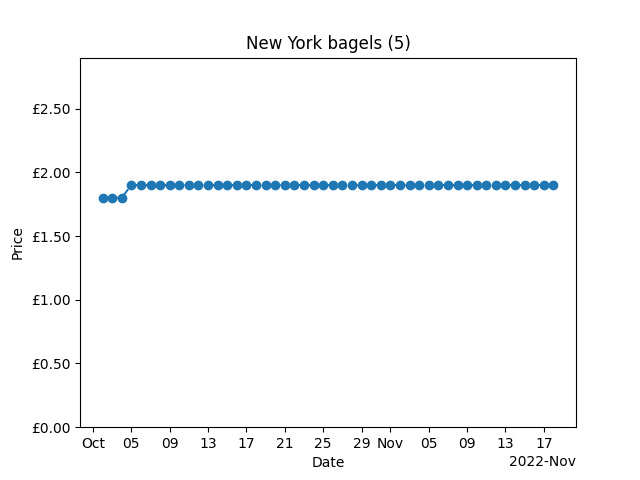 New York bagels (5)
£2.50
£2.00
£1.50
£1.00
£0.50
£0.00
Price
Oct 05 09 13 17 21 25 29 Nov 05 09 13 17
Date
2022-Nov